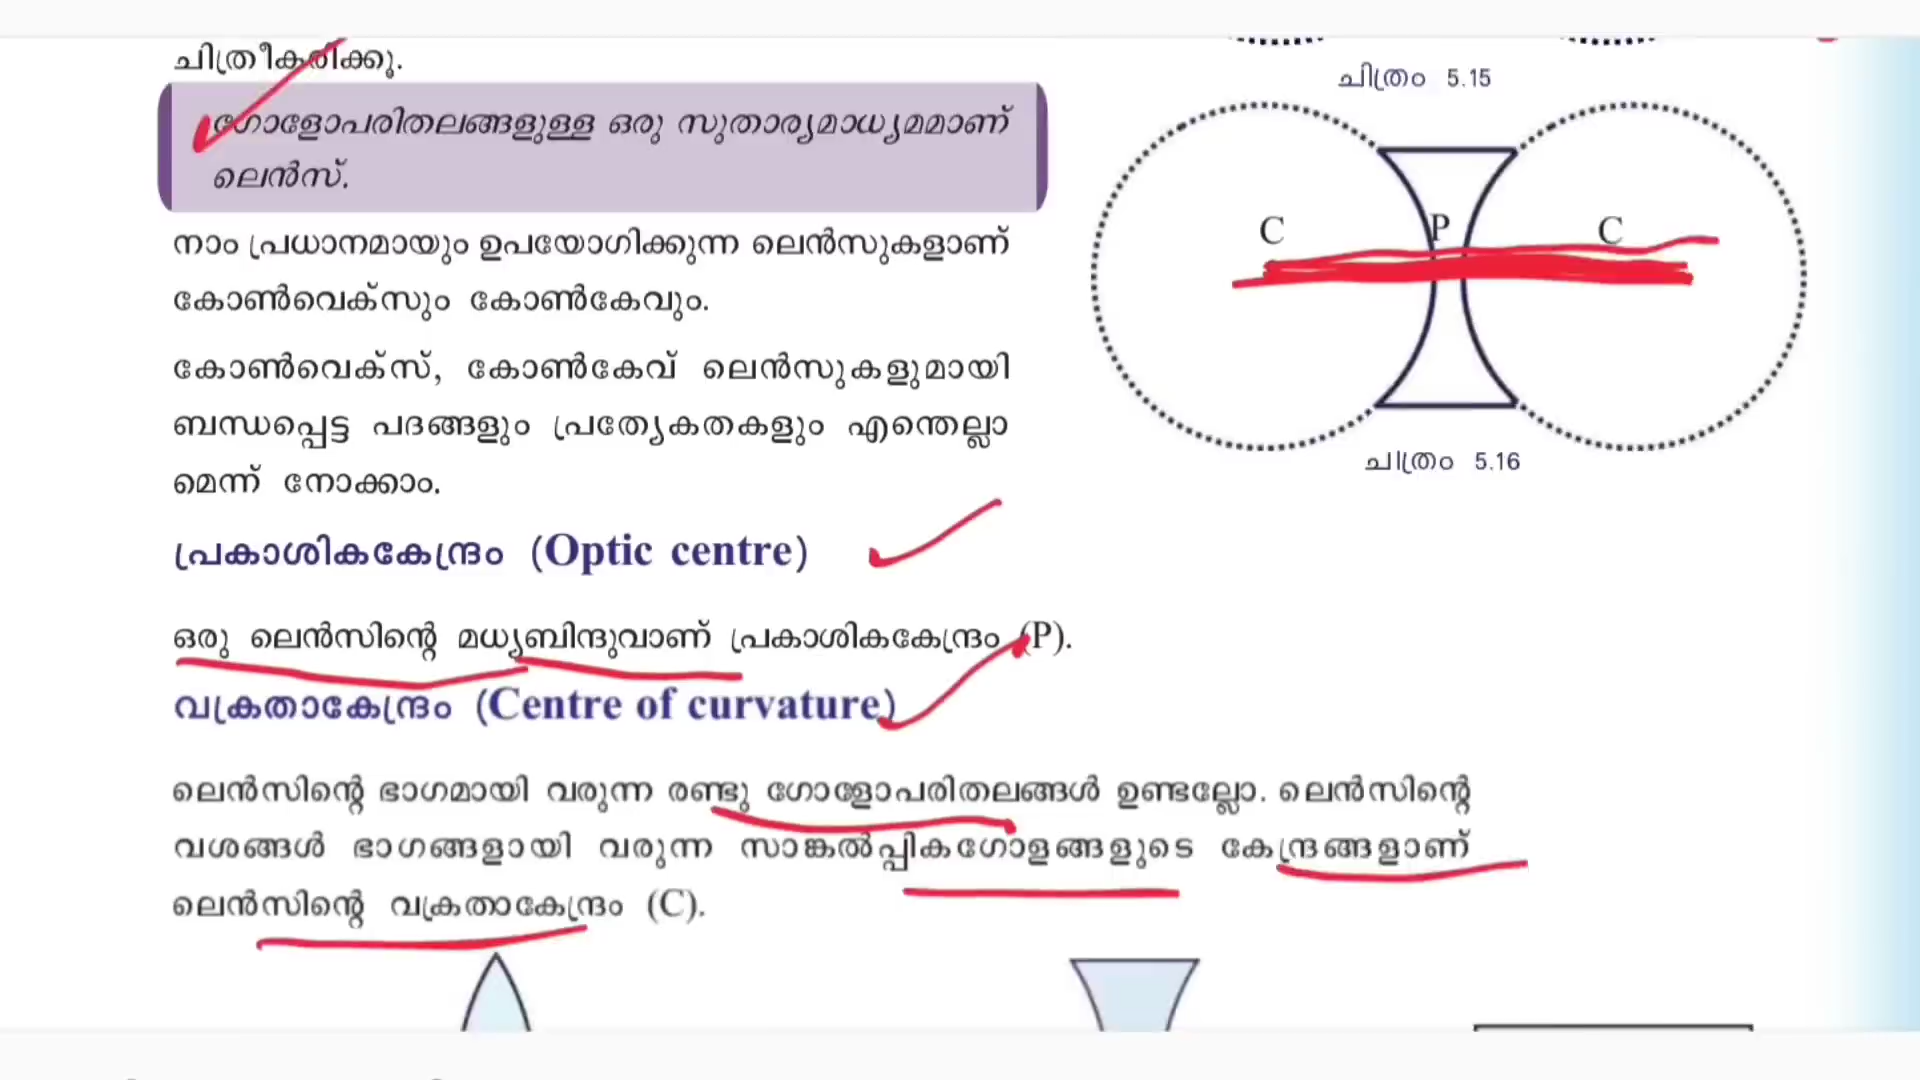 ചിത്രീകരിക്കൂ.
ഗോളോപരിതലങ്ങളുള്ള ഒരു സുതാര്യമാധ്യമമാണ്
ലെൻസ്.
നാം പ്രധാനമായും ഉപയോഗിക്കുന്ന ലെൻസുകളാണ്
കോൺവെക്സും കോൺകേവും.
കോൺവെക്സ്, കോൺകേവ് ലെൻസുകളുമായി
ബന്ധപ്പെട്ട പദങ്ങളും പ്രത്യേകതകളും എന്തെല്ലാ
മെന്ന് നോക്കാം.
ചിത്രം 5.15
C P C
ചിത്രം 5.16
പ്രകാശികകേന്ദ്രം (Optic centre)
ഒരു ലെൻസിന്റെ മധ്യബിന്ദുവാണ് പ്രകാശികകേന്ദ്രം (P).
വക്രതാകേന്ദ്രം (Centre of curvature)
ലെൻസിന്റെ ഭാഗമായി വരുന്ന രണ്ടു ഗോളോപരിതലങ്ങൾ ഉണ്ടല്ലോ. ലെൻസിന്റെ
വശങ്ങൾ ഭാഗങ്ങളായി വരുന്ന സാങ്കൽപ്പികഗോളങ്ങളുടെ കേന്ദ്രങ്ങളാണ്
ലെൻസിന്റെ വക്രതാകേന്ദ്രം (C).